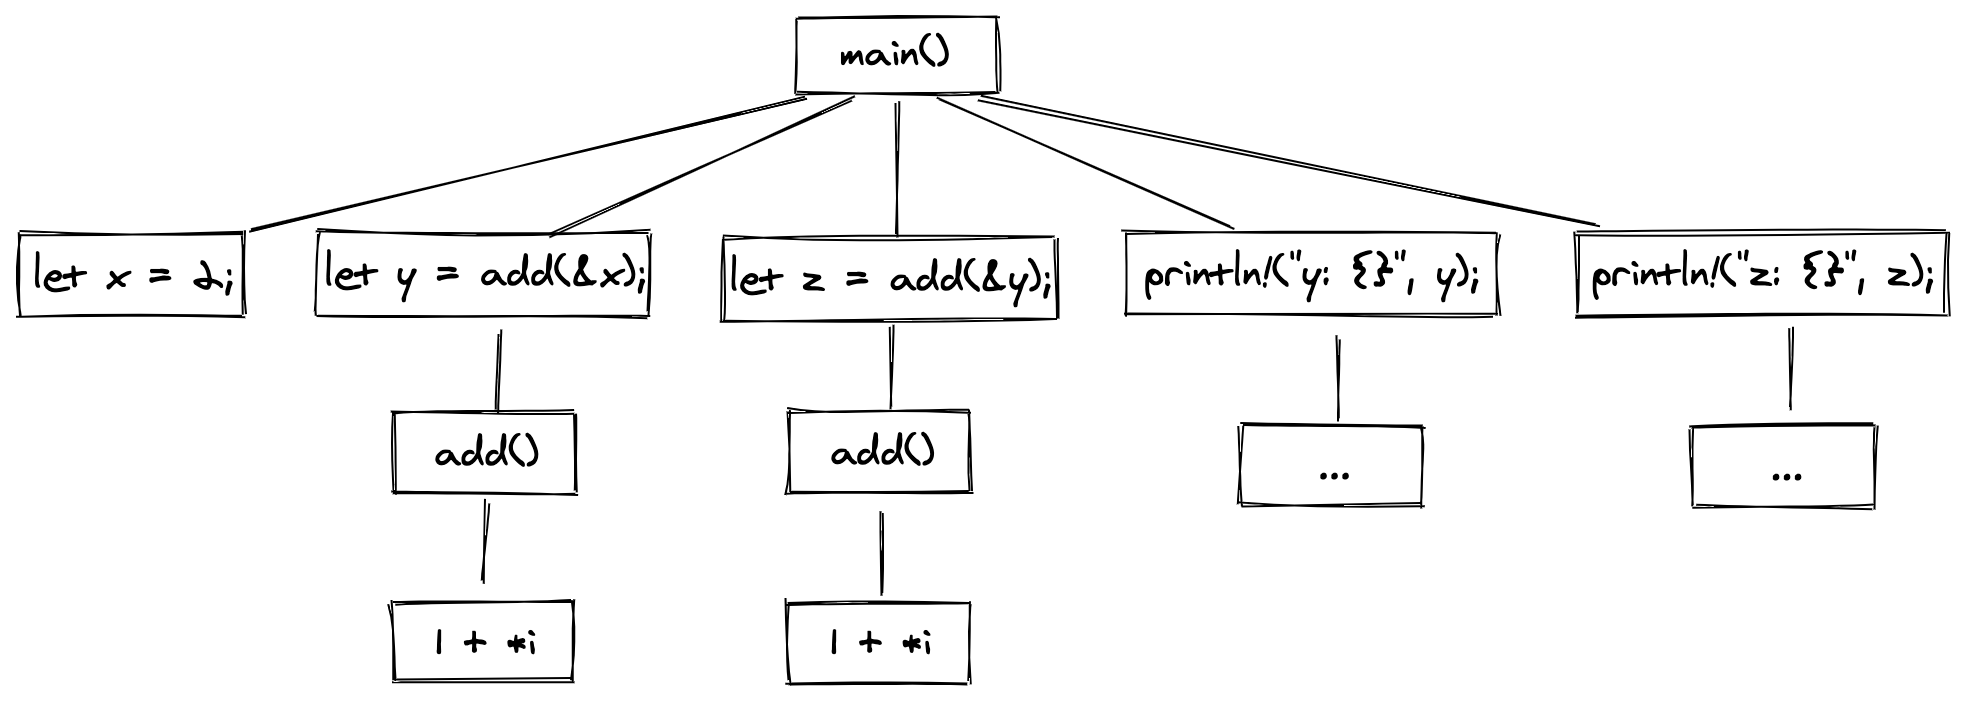 main()
let x = 2;
let y = add(&x);
let z = add(&y);
println!("y: {}", y);
println!("z: {}", z);
add()
add()
...
...
1 + *i
1 + *i